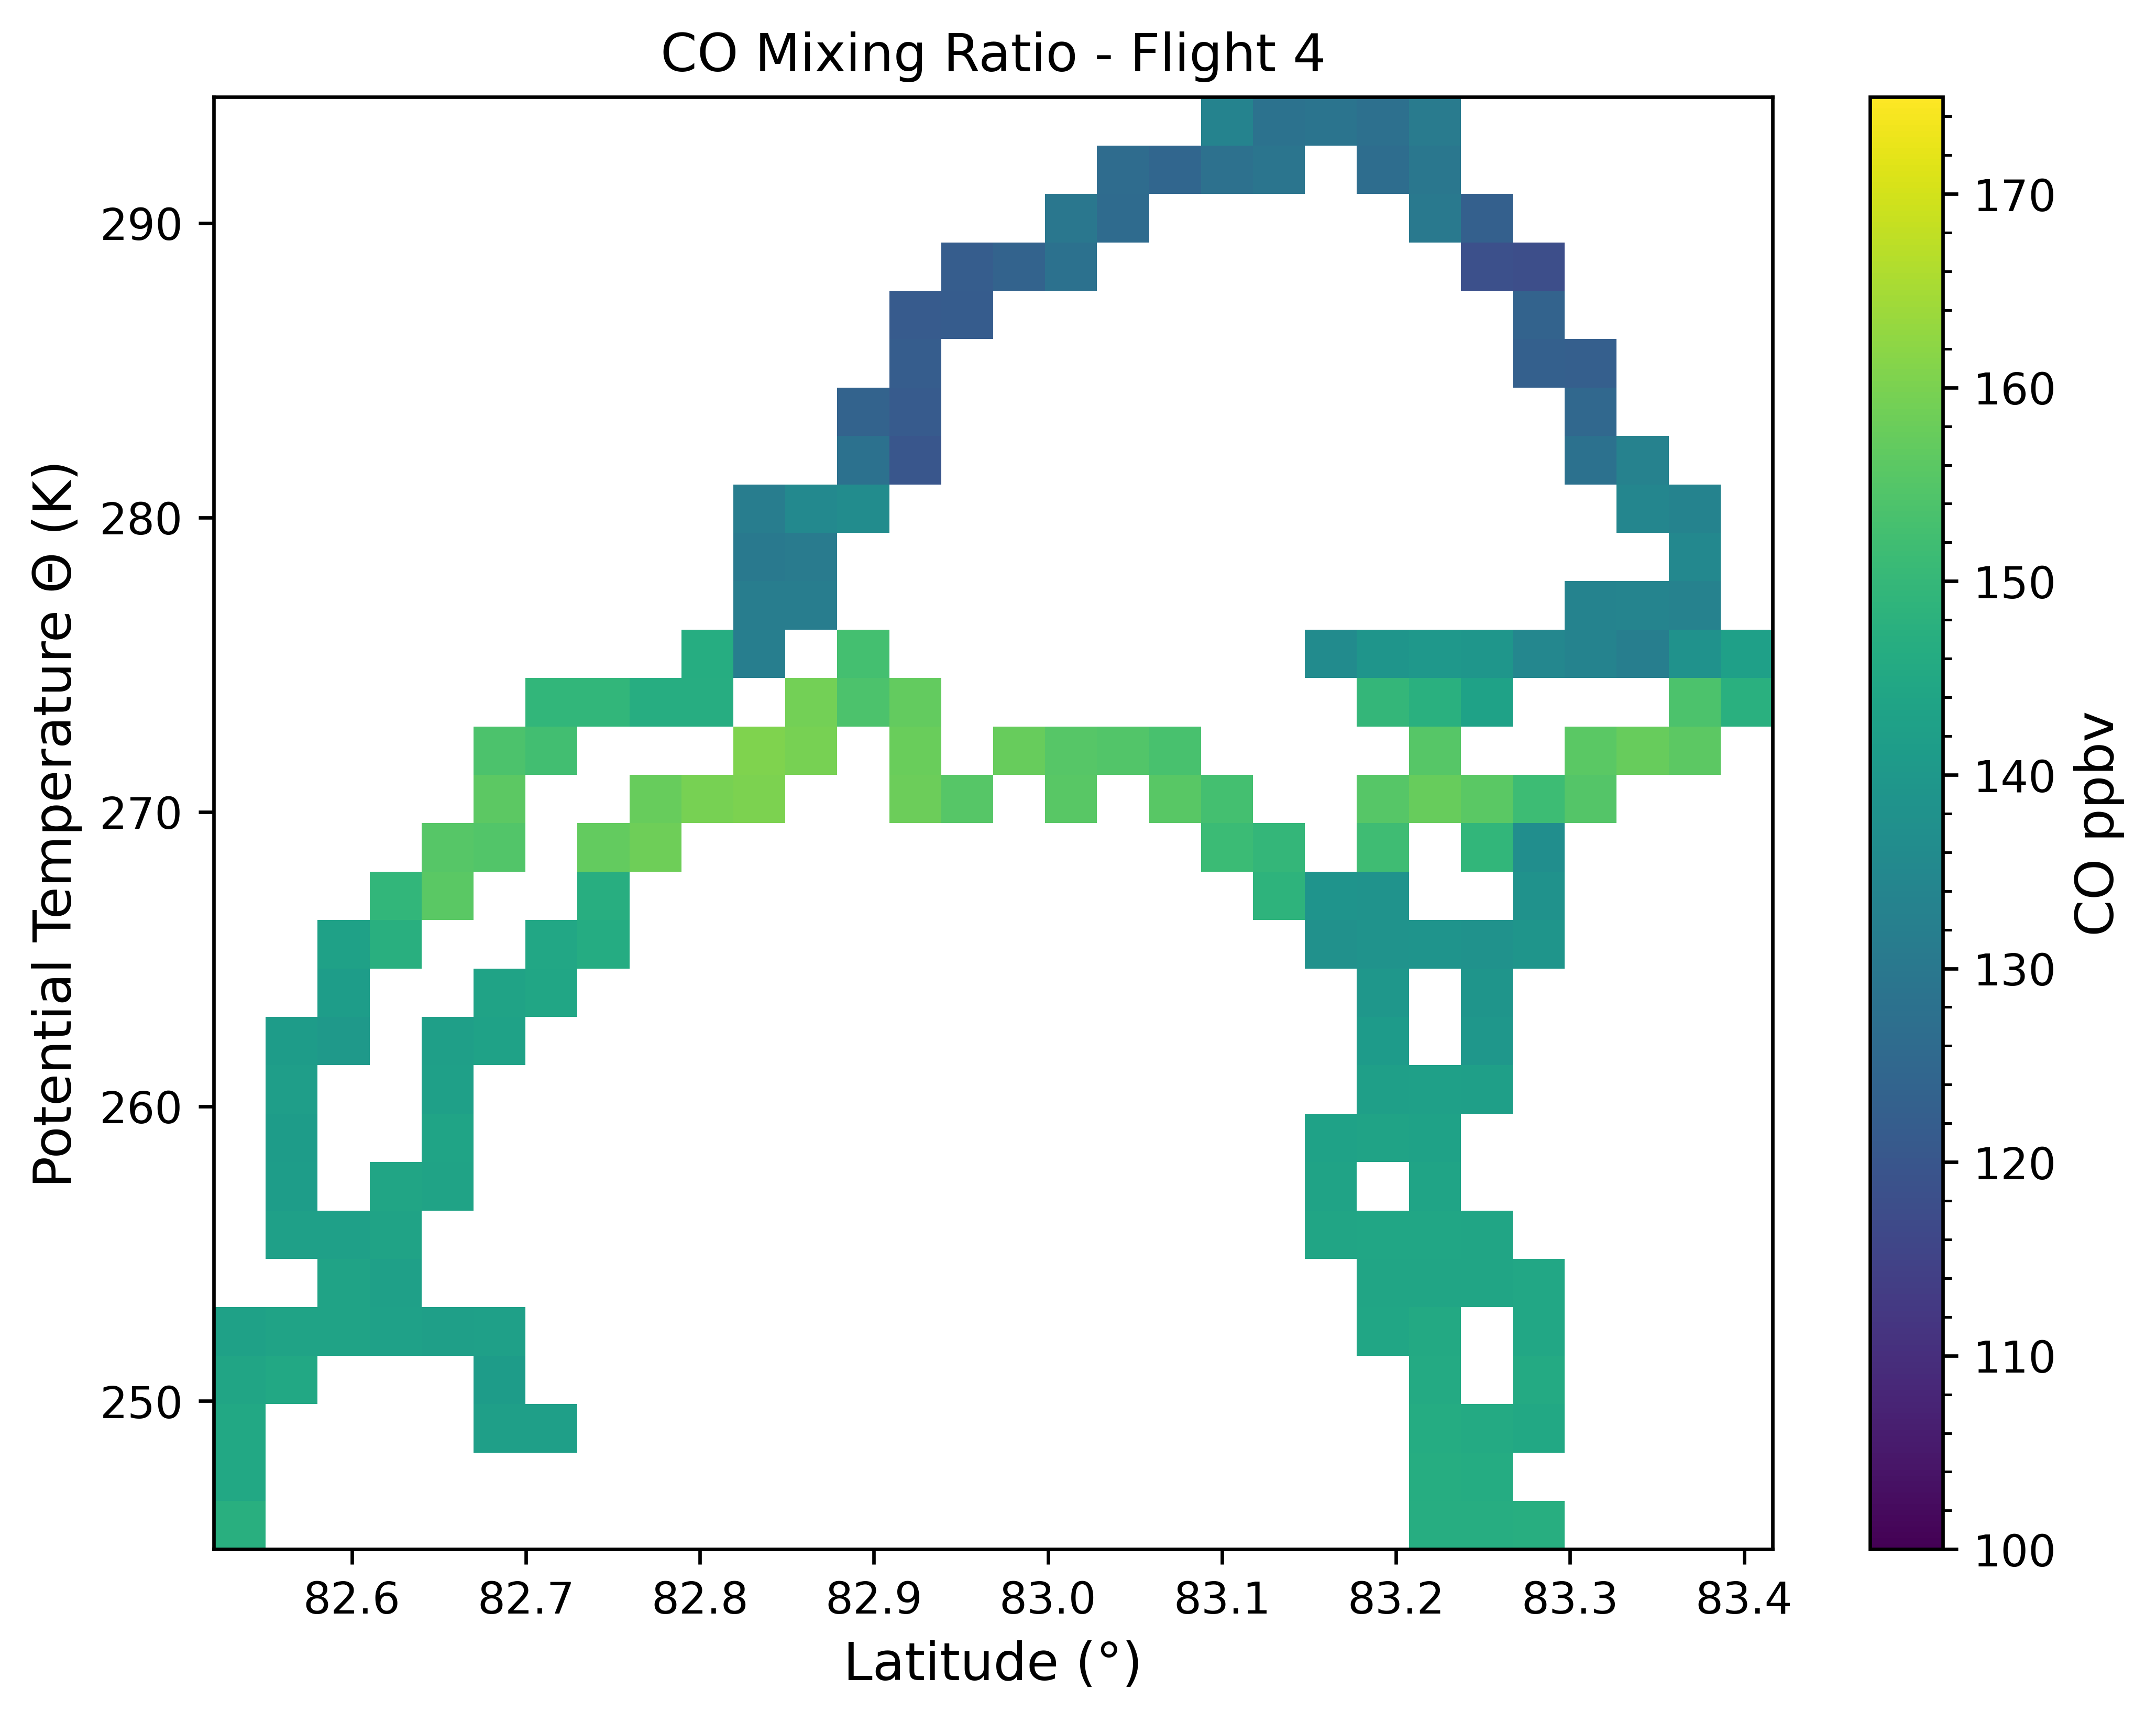 CO Mixing Ratio - Flight 4
Potential Temperature Θ (K)
290
280
270
260
250
82.6 82.7 82.8 82.9 83.0 83.1 83.2 83.3 83.4
Latitude (°)
170
160
150
140
130
120
110
100
CO ppbv